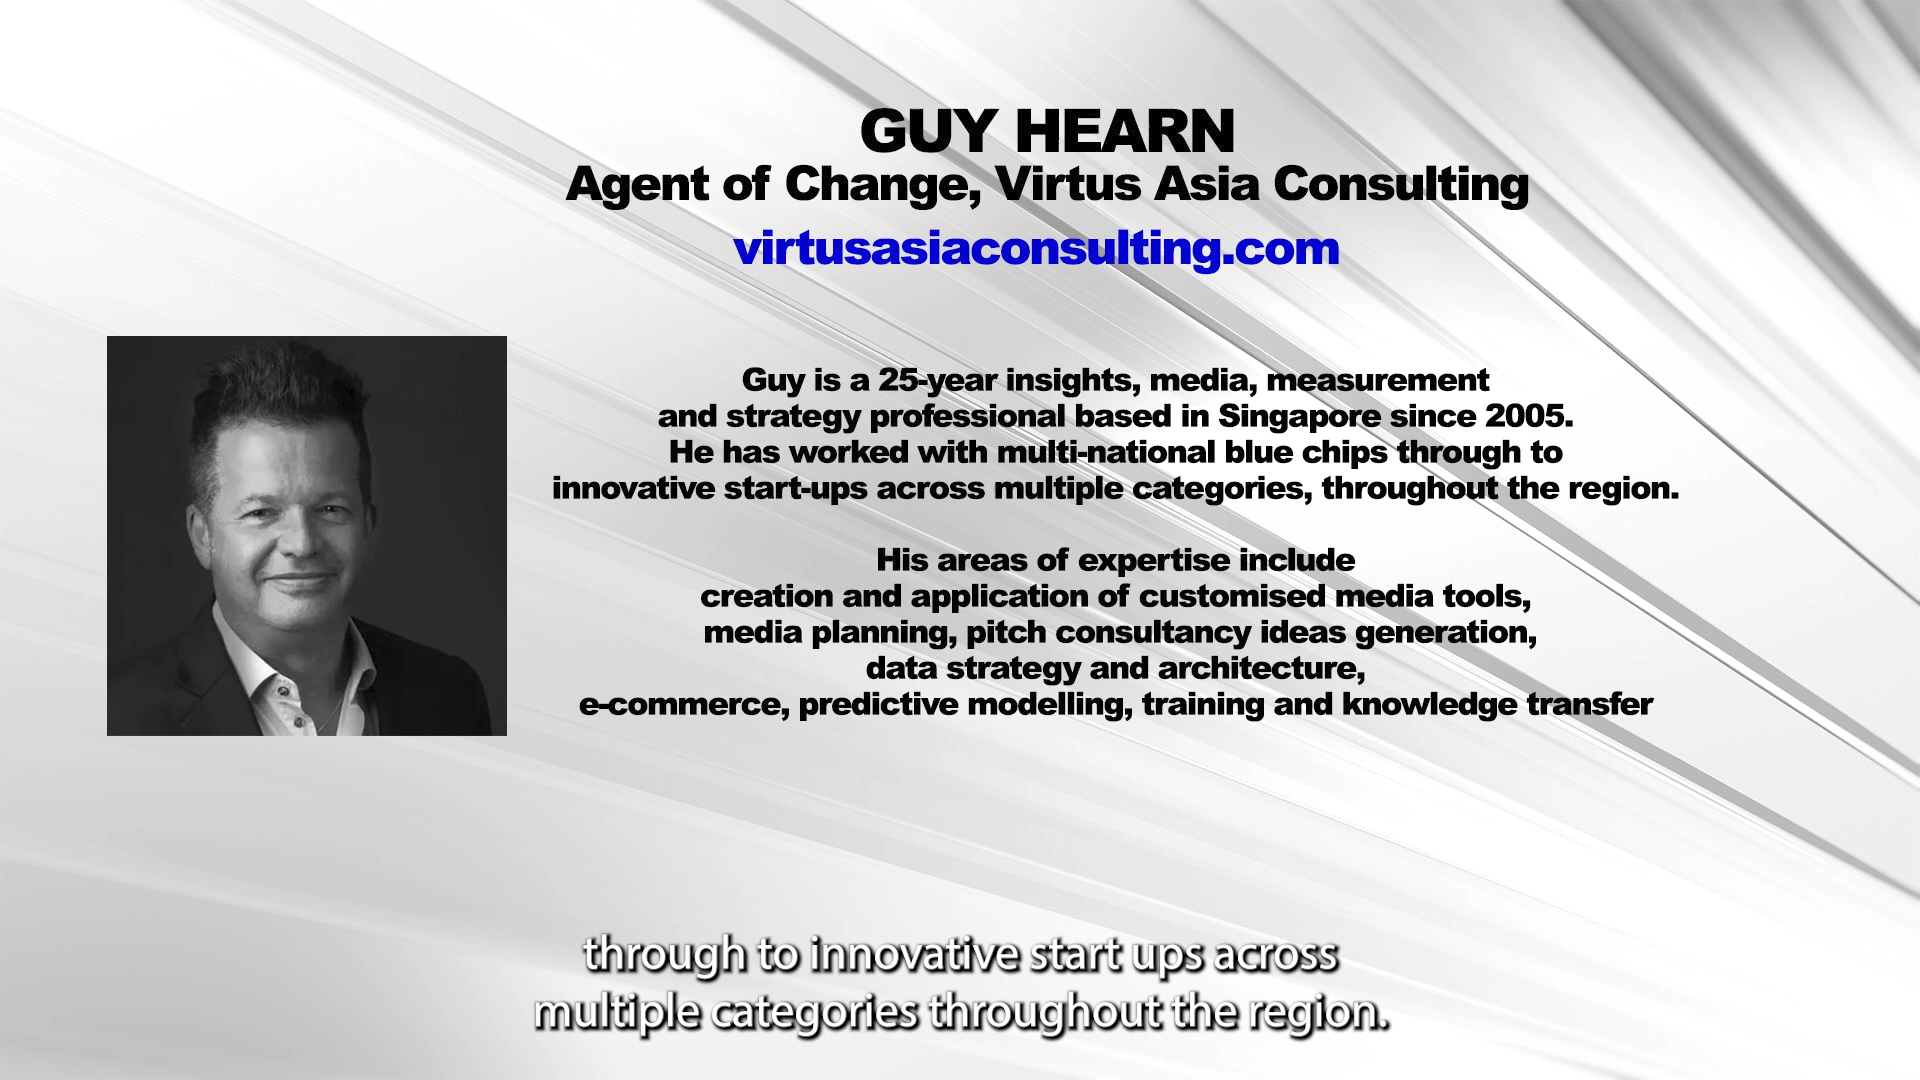 GUY HEARN
Agent of Change, Virtus Asia Consulting
virtusasiaconsulting.com
Guy is a 25-year insights, media, measurement
and strategy professional based in Singapore since 2005.
He has worked with multi-national blue chips through to
innovative start-ups across multiple categories, throughout the region.
His areas of expertise include
creation and application of customised media tools,
media planning, pitch consultancy ideas generation,
data strategy and architecture,
e-commerce, predictive modelling, training and knowledge transfer
through to innovative start ups across
multiple categories throughout the region.